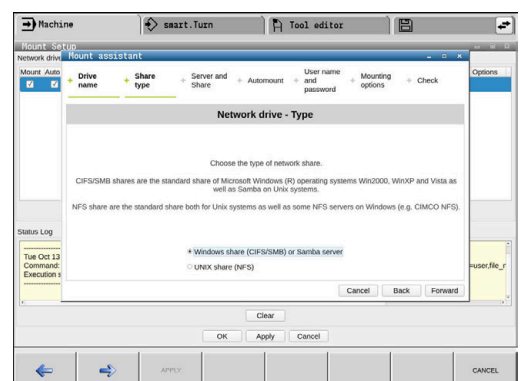 Machine
smart.Turn
Tool editor
Mount Setup
Network drive
Mount assistant
Mount Auto
Options
Drive name
Share type
Server and Share
Automount
User name and password
Mounting options
Check
Network drive - Type
Choose the type of network share.
CIFS/SMB shares are the standard share of Microsoft Windows (R) operating systems Win2000, WinXP and Vista as
well as Samba on Unix systems.
NFS share are the standard share both for Unix systems as well as some NFS servers on Windows (e.g. CIMCO NFS).
Windows share (CIFS/SMB) or Samba server
UNIX share (NFS)
Cancel Back Forward
Status Log
Tue Oct 13
Command:
=user,file_r
Execution s
Clear
OK Apply Cancel
APPLY
CANCEL